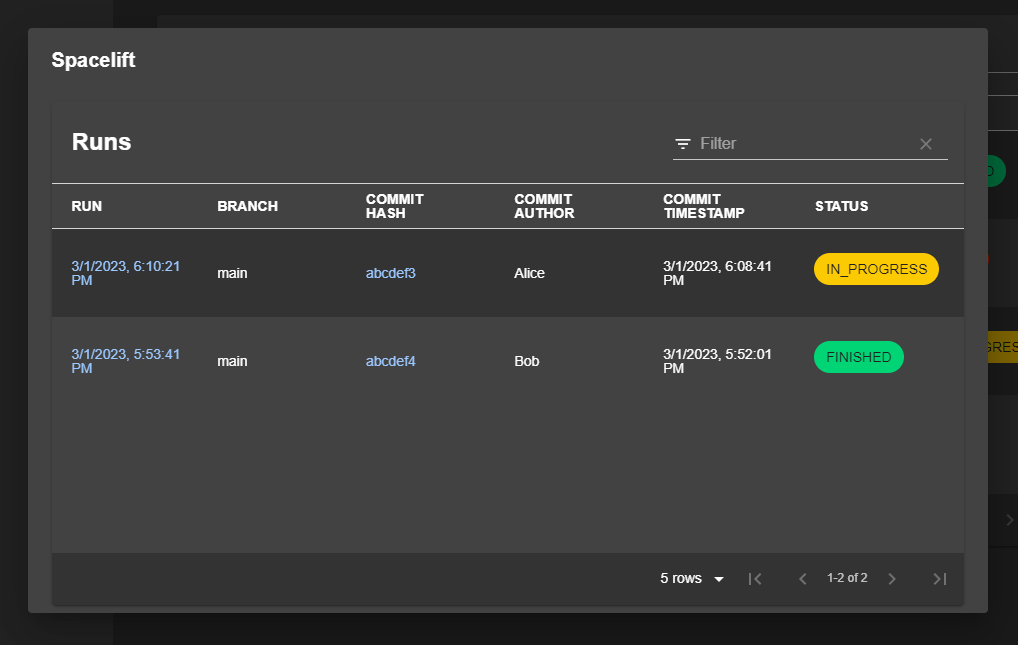 Spacelift
Runs
Filter
RUN
BRANCH
COMMIT
HASH
COMMIT
AUTHOR
COMMIT
TIMESTAMP
STATUS
3/1/2023, 6:10:21
PM
main
abcdef3
Alice
3/1/2023, 6:08:41
PM
IN_PROGRESS
3/1/2023, 5:53:41
PM
main
abcdef4
Bob
3/1/2023, 5:52:01
PM
FINISHED
5 rows
1-2 of 2